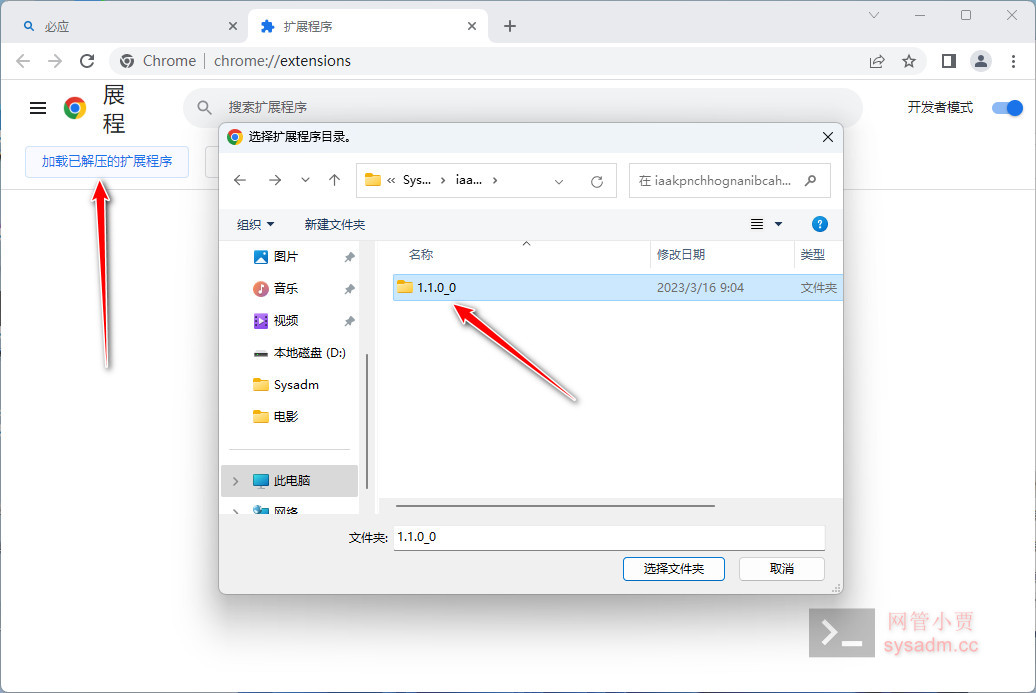 必应
扩展程序
Chrome
chrome://extensions
展
程
搜索扩展程序
开发者模式
加载已解压的扩展程序
选择扩展程序目录。
« Sys... › iaa... ›
在 iaakpnchhognanibcah...
组织
新建文件夹
名称
修改日期
类型
1.1.0_0
2023/3/16 9:04
文件夹
图片
音乐
视频
本地磁盘 (D:)
Sysadm
电影
此电脑
网络
文件夹: 1.1.0_0
选择文件夹
取消
网管小贾
sysadm.cc